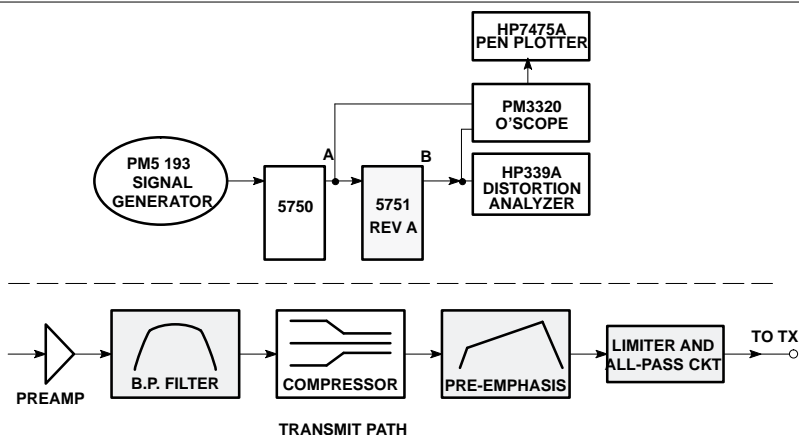 HP7475A
PEN PLOTTER
PM3320
O'SCOPE
A
B
PM5 193
SIGNAL
GENERATOR
5750
5751
REV A
HP339A
DISTORTION
ANALYZER
B.P. FILTER
COMPRESSOR
PRE-EMPHASIS
LIMITER AND
ALL-PASS CKT
TO TX
PREAMP
TRANSMIT PATH